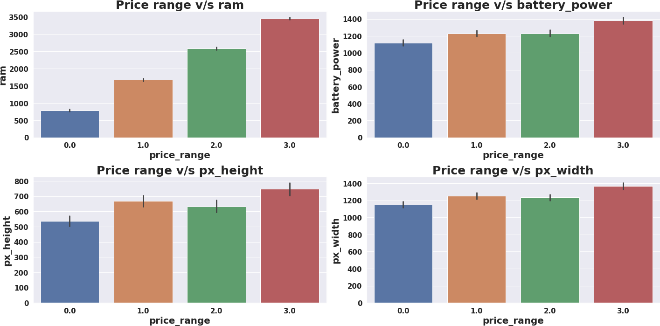 Price range v/s ram
3500
3000
2500
2000
1500
1000
500
0
ram
0.0 1.0 2.0 3.0
price_range
Price range v/s battery_power
1400
1200
1000
800
600
400
200
0
battery_power
0.0 1.0 2.0 3.0
price_range
Price range v/s px_height
800
700
600
500
400
300
200
100
0
px_height
0.0 1.0 2.0 3.0
price_range
Price range v/s px_width
1400
1200
1000
800
600
400
200
0
px_width
0.0 1.0 2.0 3.0
price_range